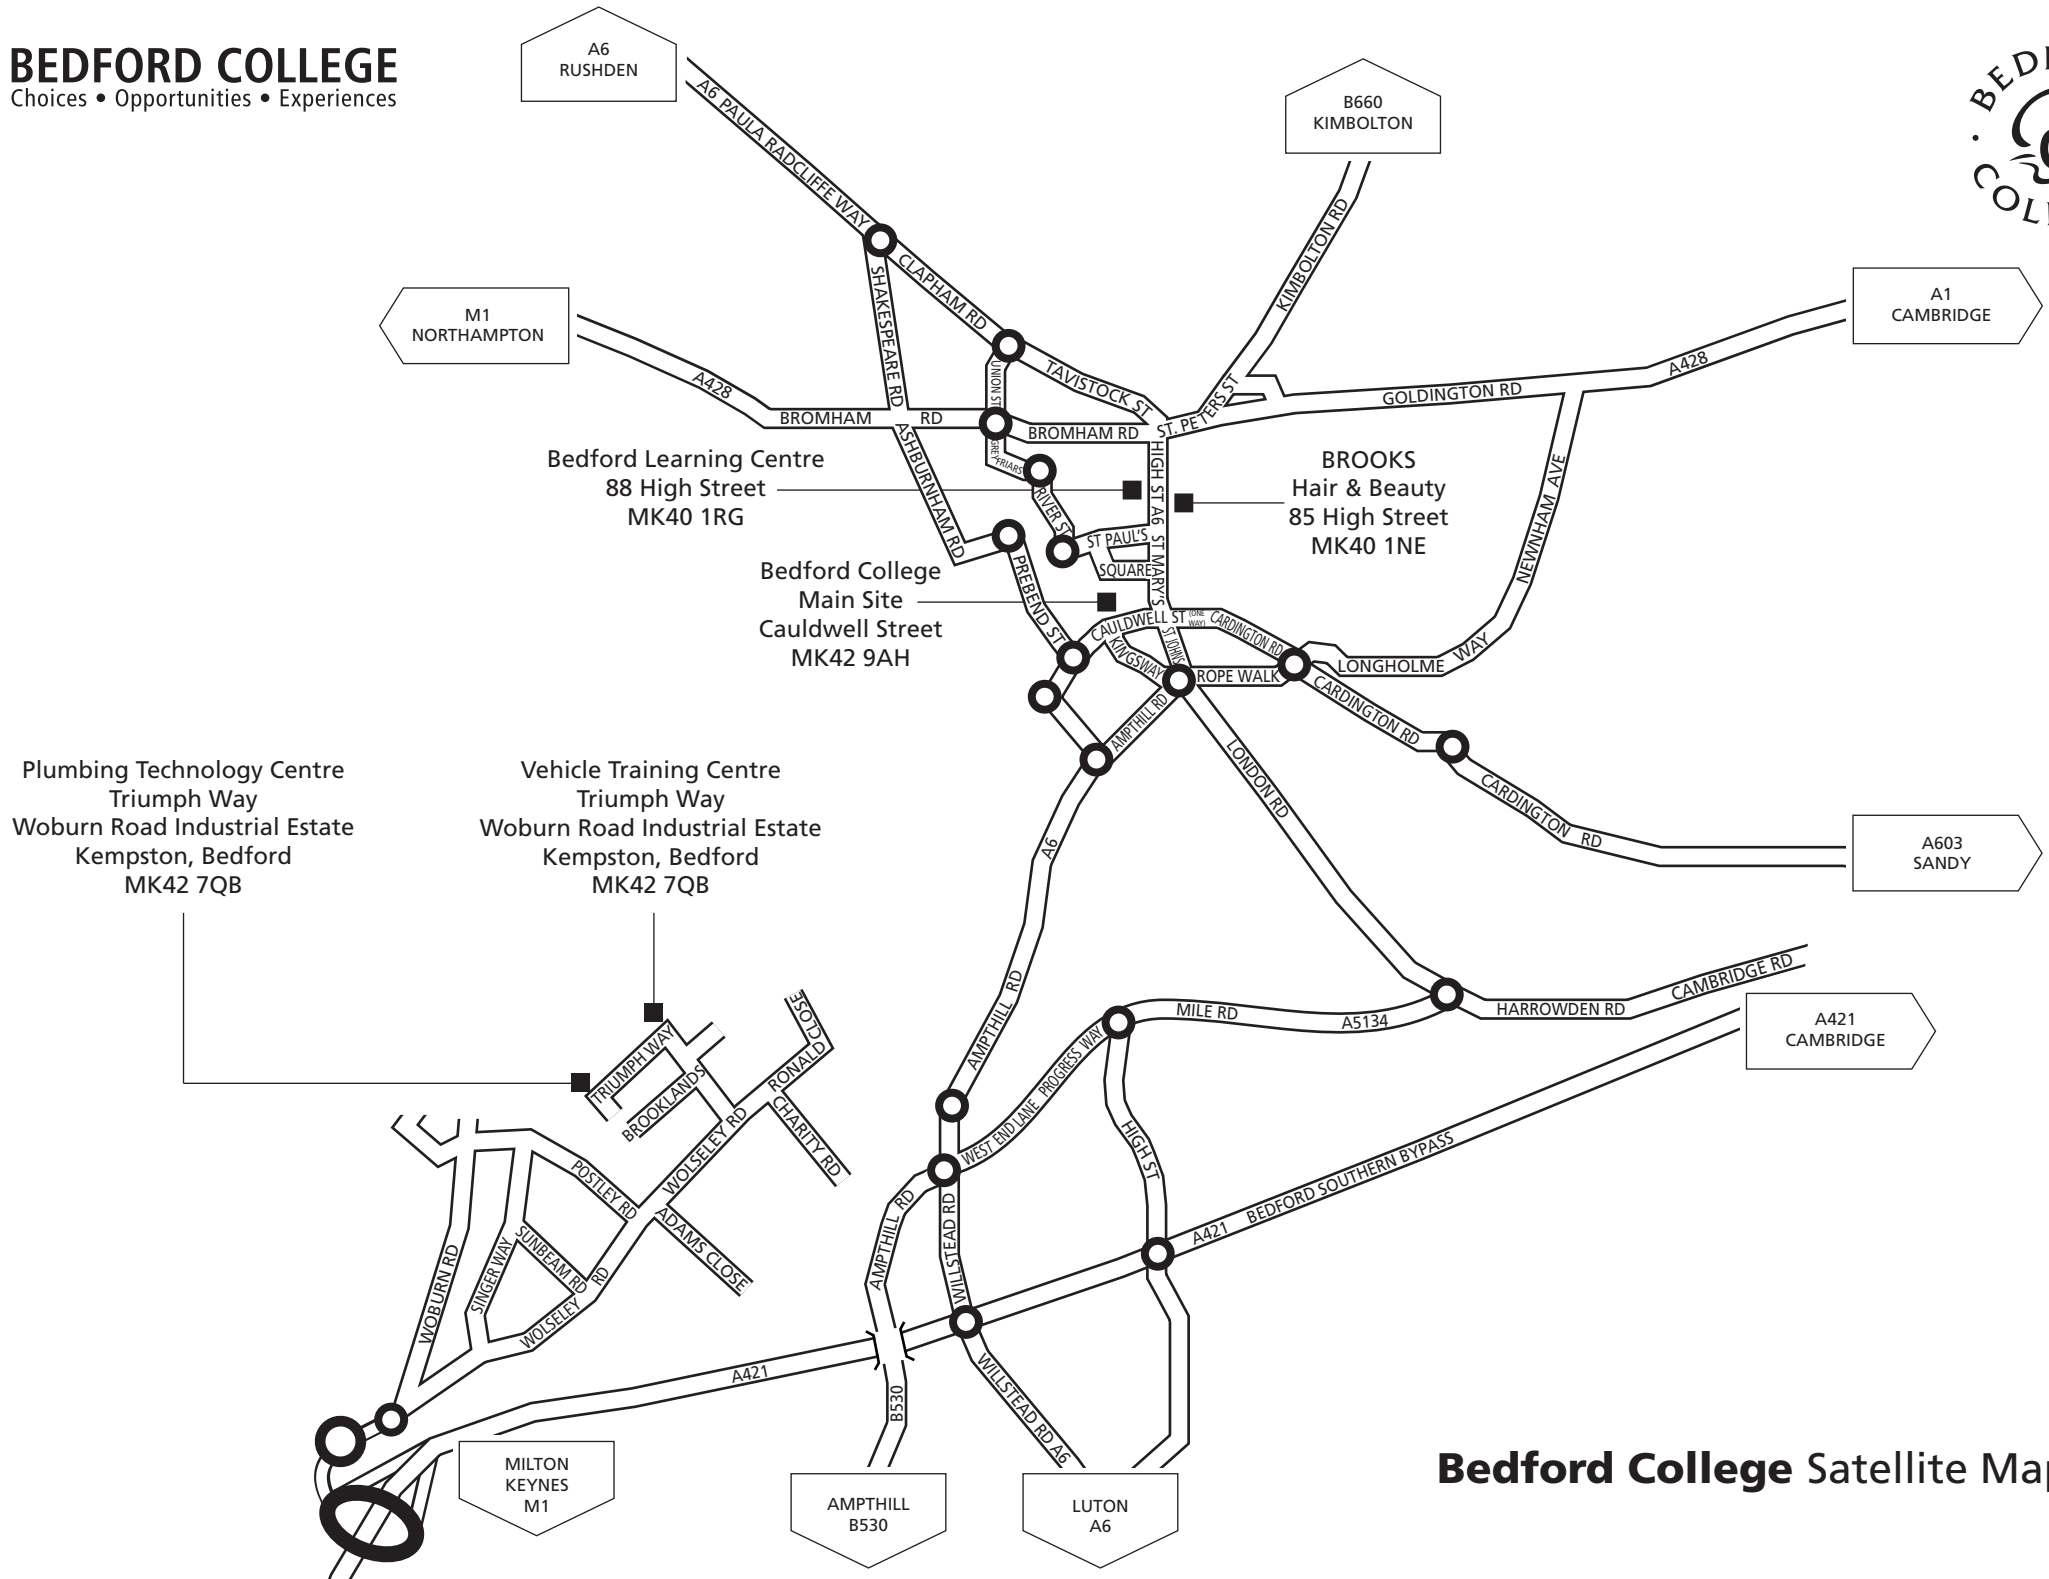 BEDFORD COLLEGE
Choices • Opportunities • Experiences
A6
RUSHDEN
B660
KIMBOLTON
A6 PAULA RADCLIFFE WAY
KIMBOLTON RD
M1
NORTHAMPTON
A1
CAMBRIDGE
CLAPHAM RD
SHAKESPEARE RD
UNION ST
TAVISTOCK ST
A428
A428
GOLDINGTON RD
BROMHAM RD
BROMHAM RD
ST. PETERS ST
ASHBURNHAM RD
GREYFRIARS
RIVER ST
HIGH ST A6
ST MARY'S
ST PAUL'S
SQUARE
NEWNHAM AVE
Bedford Learning Centre
88 High Street
MK40 1RG
BROOKS
Hair & Beauty
85 High Street
MK40 1NE
Bedford College
Main Site
Cauldwell Street
MK42 9AH
PREBEND ST
CAULDWELL ST
(ONE
WAY)
CARDINGTON RD
ST JOHNS
KINGSWAY
ROPE WALK
LONGHOLME WAY
CARDINGTON RD
AMPTHILL RD
LONDON RD
CARDINGTON RD
A603
SANDY
Plumbing Technology Centre
Triumph Way
Woburn Road Industrial Estate
Kempston, Bedford
MK42 7QB
Vehicle Training Centre
Triumph Way
Woburn Road Industrial Estate
Kempston, Bedford
MK42 7QB
A6
AMPTHILL RD
MILE RD
A5134
HARROWDEN RD
CAMBRIDGE RD
A421
CAMBRIDGE
CLOSE
RONALD
TRIUMPH WAY
BROOKLANDS
WOLSELEY RD
CHARITY RD
POSTLEY RD
ADAMS CLOSE
WEST END LANE
PROGRESS WAY
HIGH ST
AMPTHILL RD
WILLSTEAD RD
A421 BEDFORD SOUTHERN BYPASS
WOBURN RD
SINGER WAY
SUNBEAM RD
WOLSELEY RD
A421
B530
WILLSTEAD RD A6
MILTON
KEYNES
M1
AMPTHILL
B530
LUTON
A6
Bedford College Satellite Map